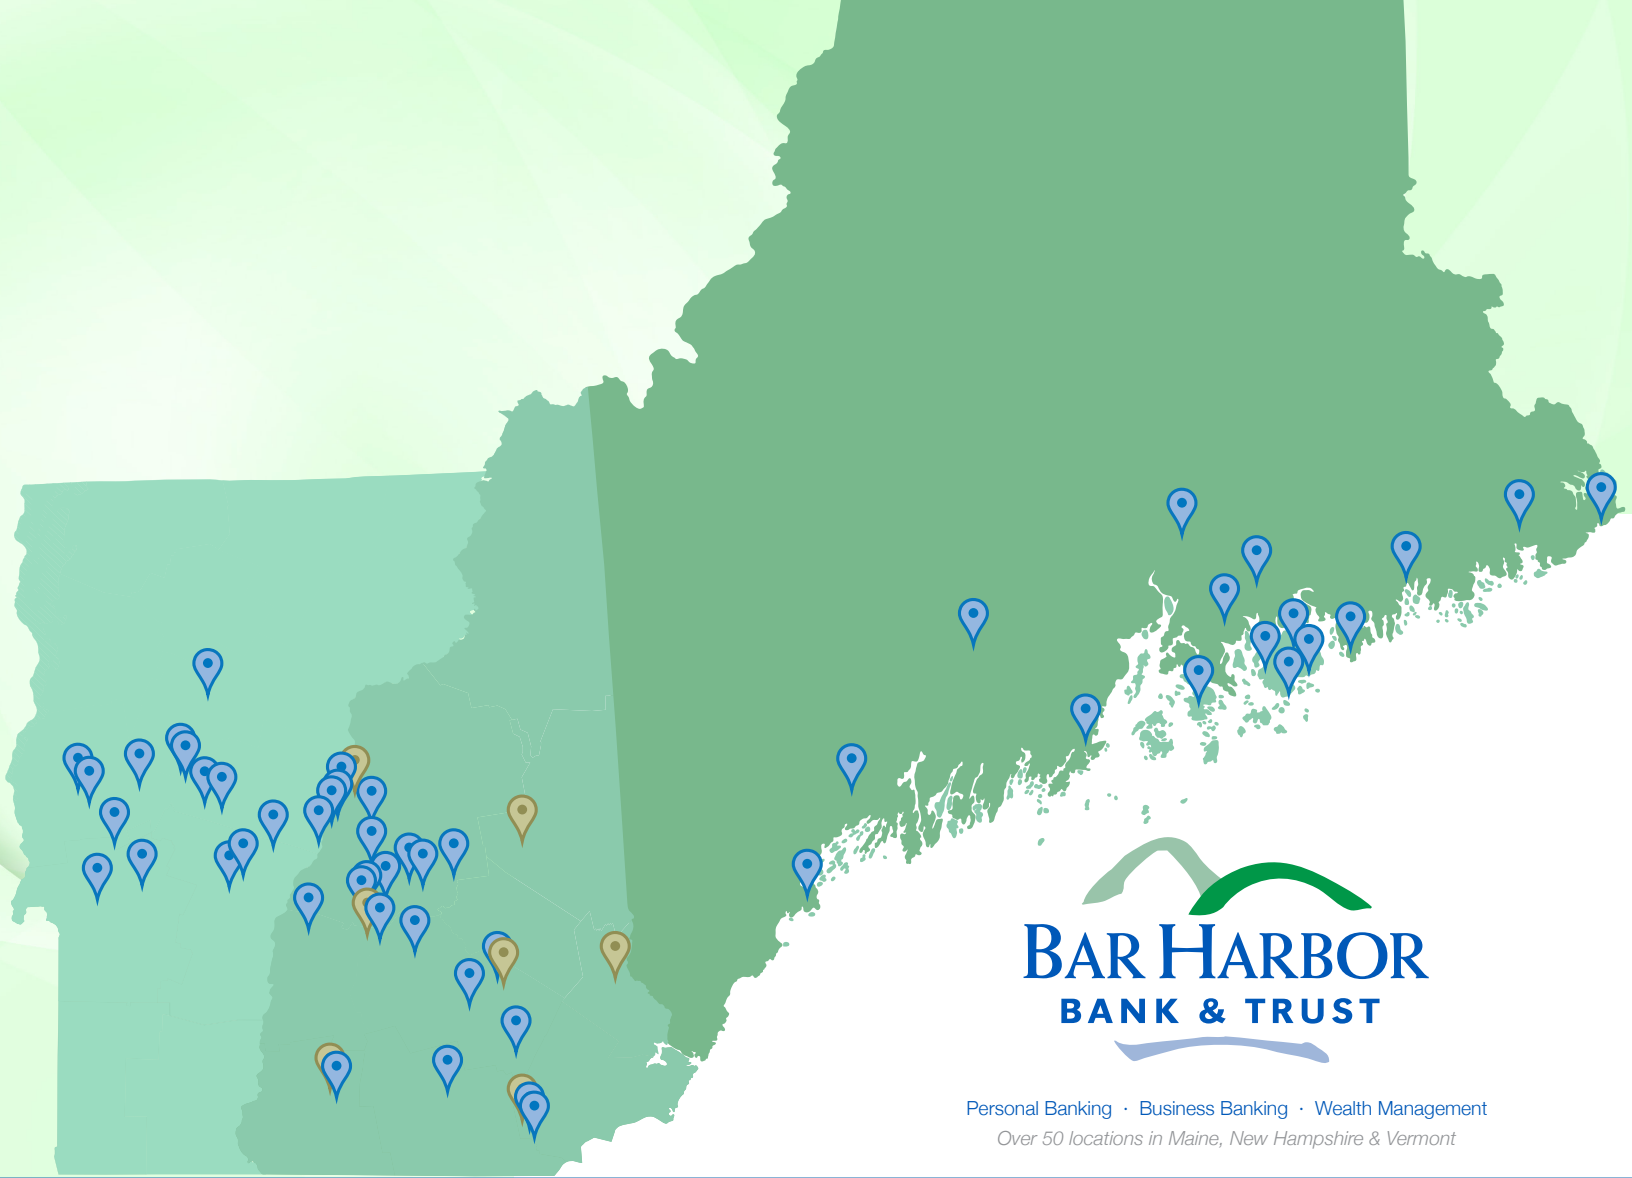 BAR HARBOR
BANK & TRUST
Personal Banking · Business Banking · Wealth Management
Over 50 locations in Maine, New Hampshire & Vermont